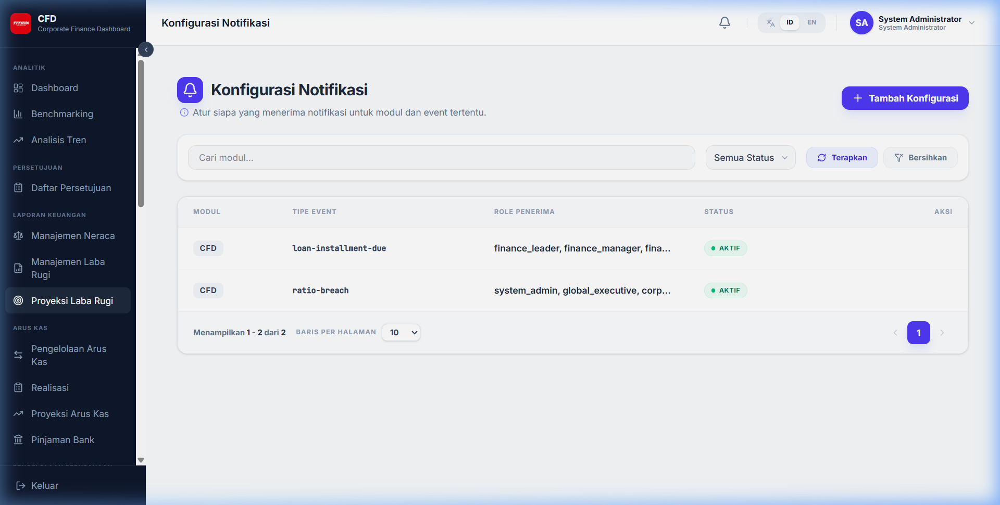 TITHIN
CFD
Corporate Finance Dashboard
ANALITIK
Dashboard
Benchmarking
Analisis Tren
PERSETUJUAN
Daftar Persetujuan
LAPORAN KEUANGAN
Manajemen Neraca
Manajemen Laba
Rugi
Proyeksi Laba Rugi
ARUS KAS
Pengelolaan Arus
Kas
Realisasi
Proyeksi Arus Kas
Pinjaman Bank
Keluar
Konfigurasi Notifikasi
ID
EN
SA
System Administrator
System Administrator
Konfigurasi Notifikasi
Atur siapa yang menerima notifikasi untuk modul dan event tertentu.
Tambah Konfigurasi
Cari modul...
Semua Status
Terapkan
Bersihkan
MODUL TIPE EVENT ROLE PENERIMA STATUS AKSI
CFD loan-installment-due finance_leader, finance_manager, fina... AKTIF
CFD ratio-breach system_admin, global_executive, corp... AKTIF
Menampilkan 1 - 2 dari 2 BARIS PER HALAMAN 10 1